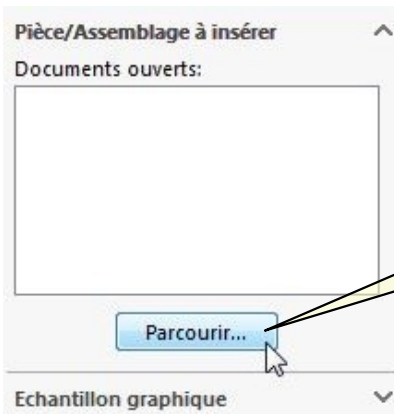 Pièce/Assemblage à insérer
Documents ouverts:
Parcourir...
Echantillon graphique